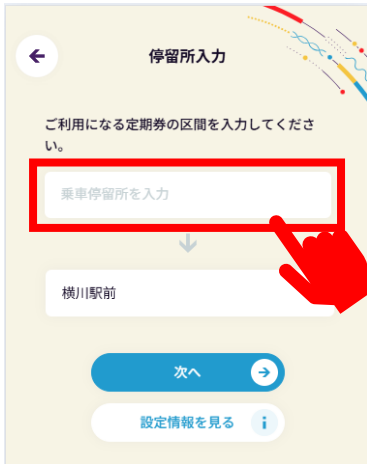 停留所入力
ご利用になる定期券の区間を入力してくださ
い。
乗車停留所を入力
横川駅前
次へ
設定情報を見る i